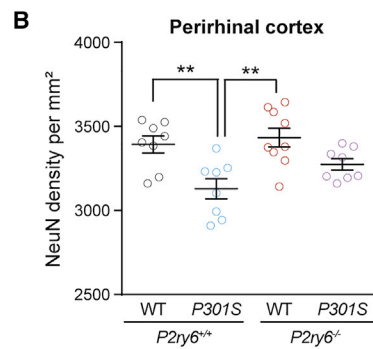 B
Perirhinal cortex
NeuN density per mm²
4000
3500
3000
2500
** **
WT P301S WT P301S
P2ry6+/+ P2ry6-/-